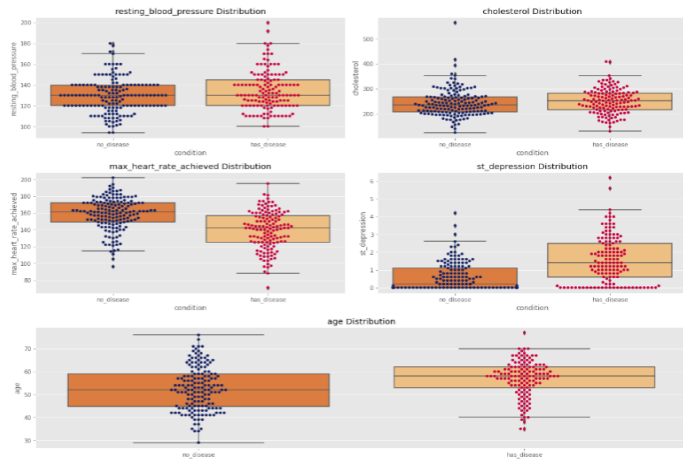 resting_blood_pressure Distribution
resting_blood_pressure
200
180
160
140
120
100
no_disease
has_disease
condition
cholesterol Distribution
cholesterol
500
400
300
200
no_disease
has_disease
condition
max_heart_rate_achieved Distribution
max_heart_rate_achieved
200
180
160
140
120
100
80
no_disease
has_disease
condition
st_depression Distribution
st_depression
6
5
4
3
2
1
0
no_disease
has_disease
condition
age Distribution
age
70
60
50
40
30
no_disease
has_disease